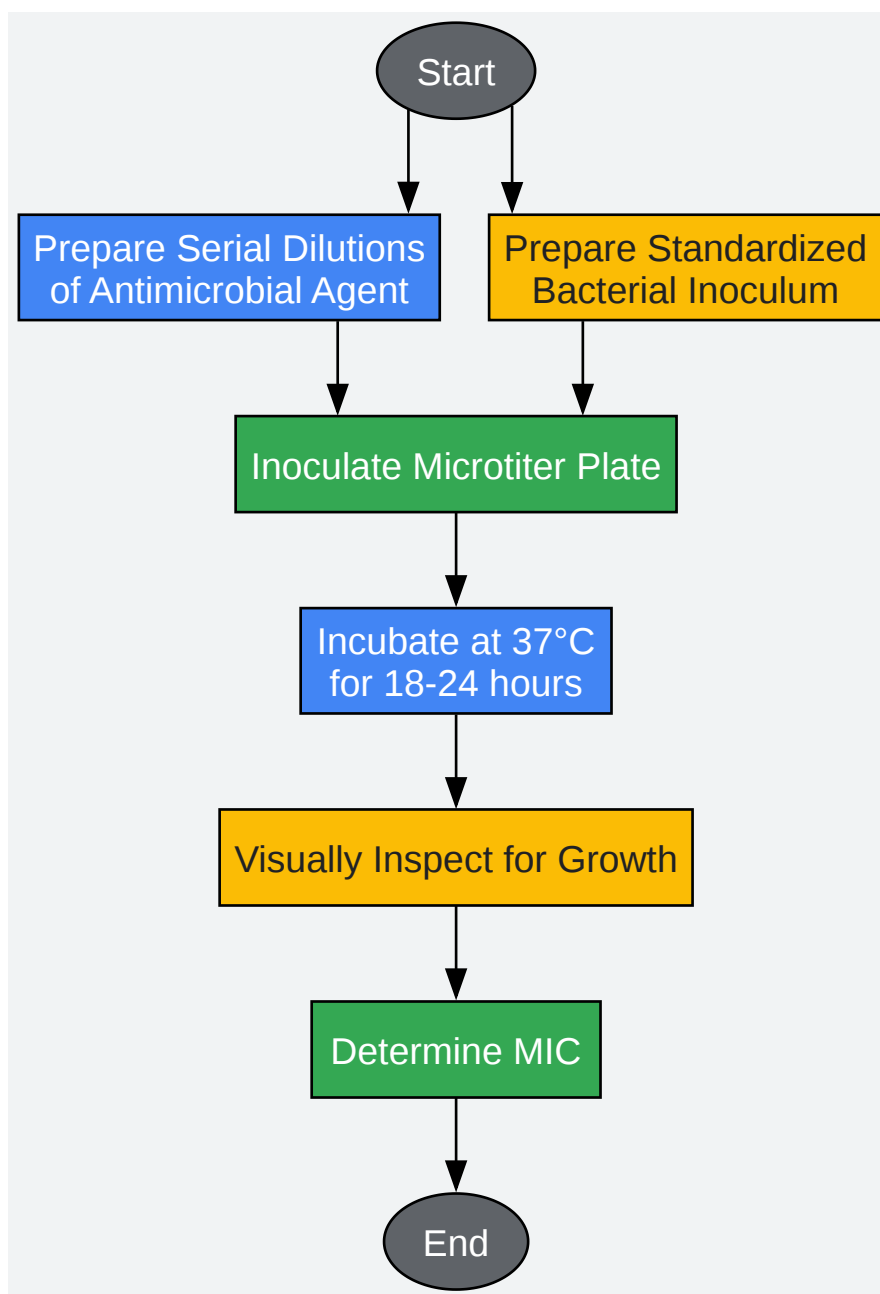 Start
Prepare Serial Dilutions
of Antimicrobial Agent
Prepare Standardized
Bacterial Inoculum
Inoculate Microtiter Plate
Incubate at 37°C
for 18-24 hours
Visually Inspect for Growth
Determine MIC
End